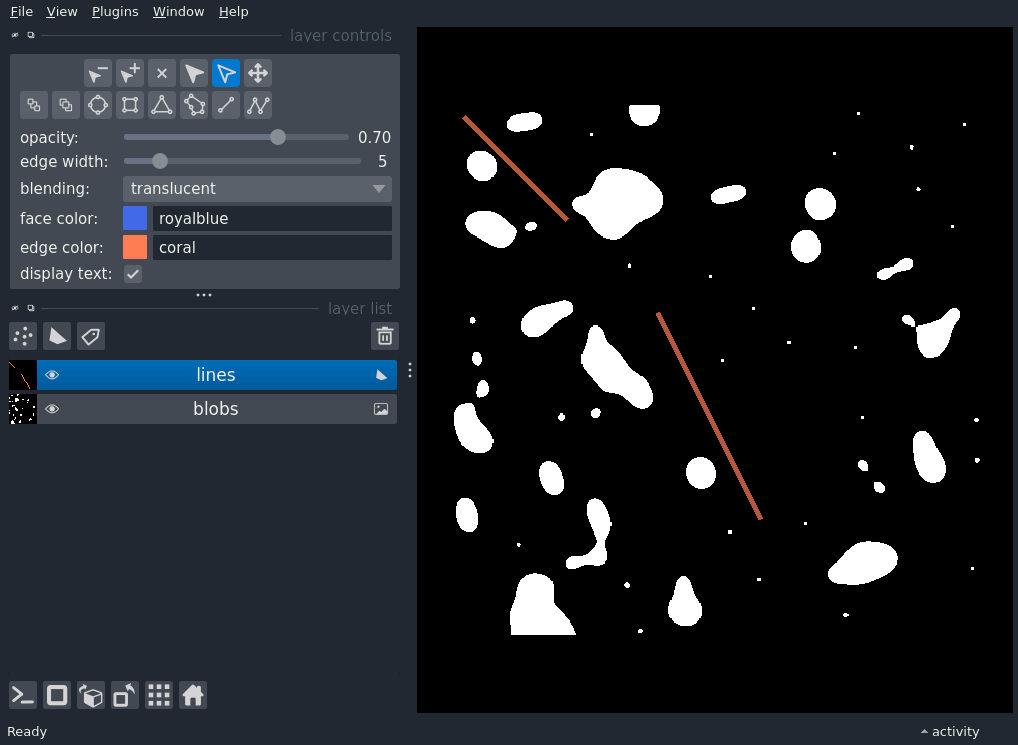 File View Plugins Window Help
layer controls
opacity: 0.70
edge width: 5
blending: translucent
face color: royalblue
edge color: coral
display text:
layer list
lines
blobs
Ready activity